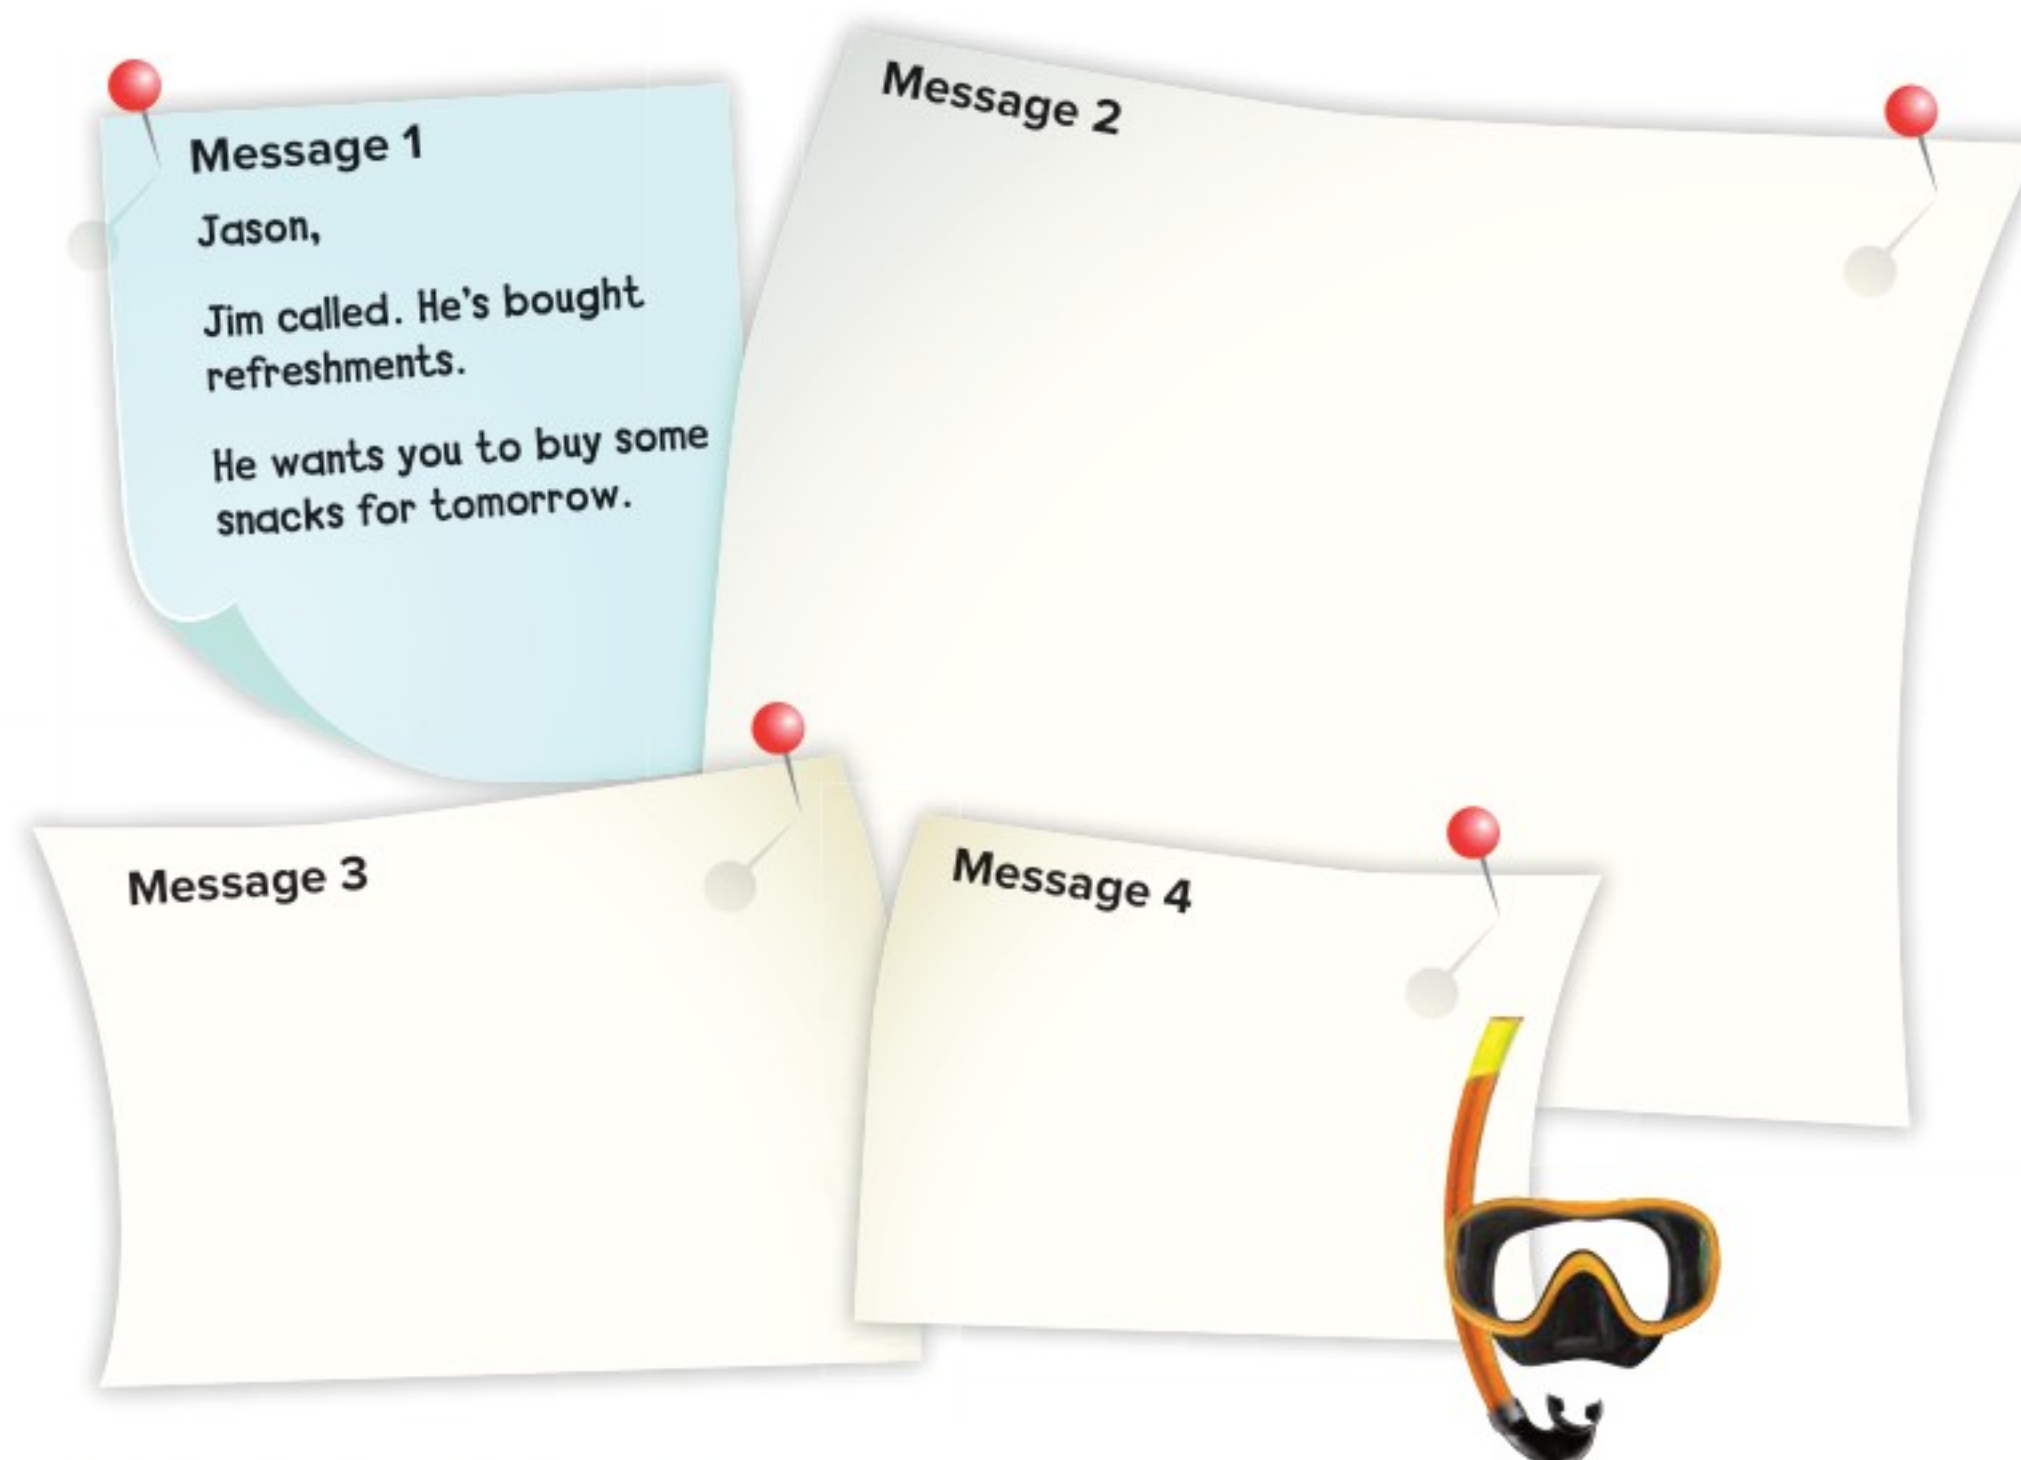 Message 1
Jason,
Jim called. He's bought
refreshments.
He wants you to buy some
snacks for tomorrow.
Message 2
Message 3
Message 4